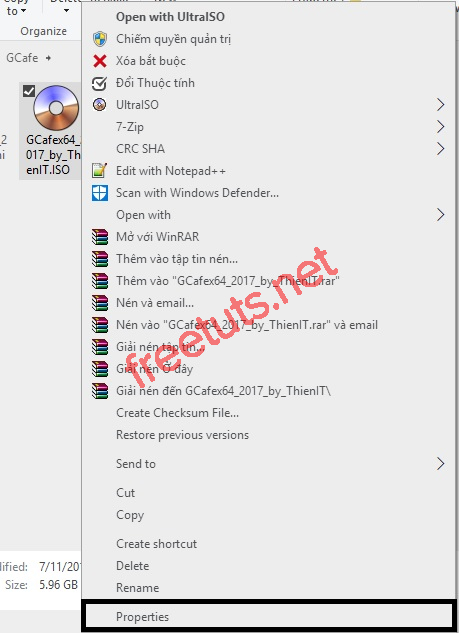 to
Organize
GCafe
GCafex64_2
017_by_Thi
enIT.ISO
Open with UltraISO
Chiếm quyền quản trị
Xóa bắt buộc
Đổi Thuộc tính
UltraISO
7-Zip
CRC SHA
Edit with Notepad++
Scan with Windows Defender...
Open with
Mở với WinRAR
Thêm vào tập tin nén...
Thêm vào "GCafex64_2017_by_ThienIT.rar"
Nén và email...
Nén vào "GCafex64_2017_by_ThienIT.rar" và email
Giải nén tập tin...
Giải nén Ở đây
Giải nén đến GCafex64_2017_by_ThienIT\
Create Checksum File...
Restore previous versions
Send to
Cut
Copy
Create shortcut
Delete
Rename
Properties
7/11/20
Size: 5.96 GB
freetuts.net